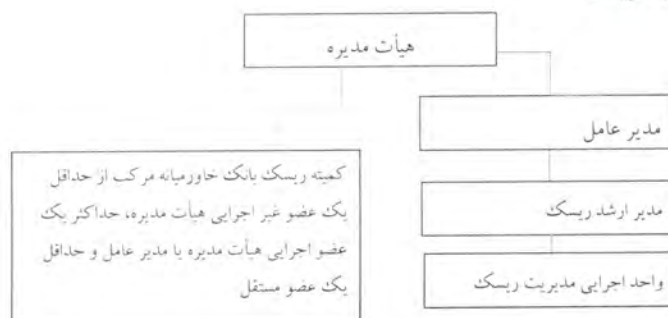 هیأت مدیره
مدیر عامل
کمیته ریسک بانک خاورمیانه مرکب از حداقل
یک عضو غیر اجرایی هیأت مدیره، حداکثر یک
عضو اجرایی هیأت مدیره یا مدیر عامل و حداقل
یک عضو مستقل
مدیر ارشد ریسک
واحد اجرایی مدیریت ریسک